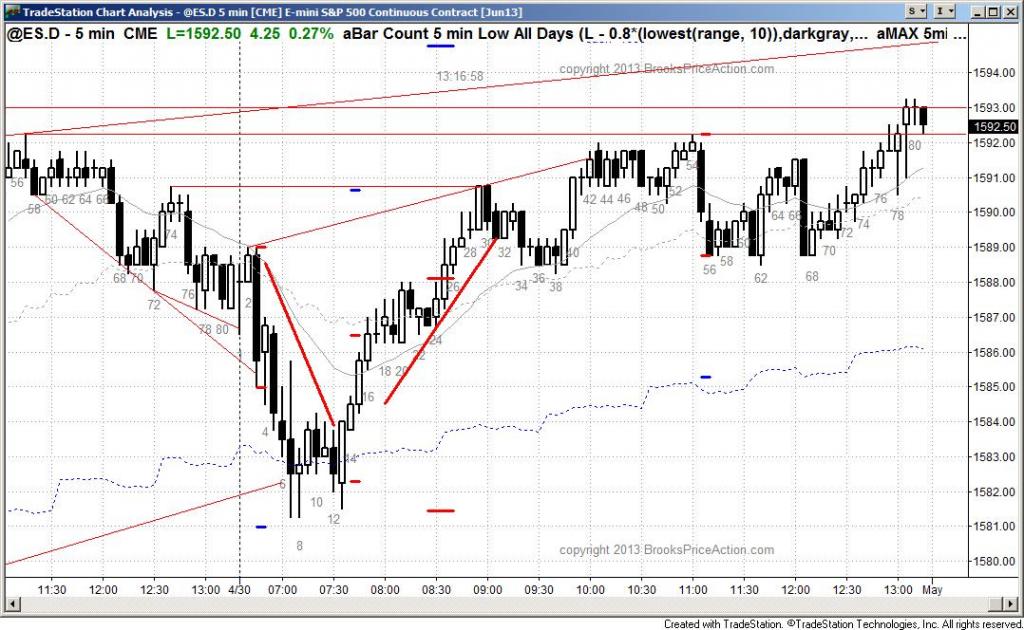 TradeStation Chart Analysis - @ES.D 5 min [CME] E-mini S&P 500 Continuous Contract [Jun13]
S I
@ES.D - 5 min CME L=1592.50 4.25 0.27% aBar Count 5 min Low All Days (L - 0.8*(lowest(range, 10)),darkgray,... aMAX 5mi ...
copyright 2013 BrooksPriceAction.com
13:16:58
1594.00
1593.00
1592.50
1592.00
1591.00
1590.00
1589.00
1588.00
1587.00
1586.00
1585.00
1584.00
1583.00
1582.00
1581.00
1580.00
56 58 60 62 64 66 68 70 72 74 76 78 80
2 4 6 8 10 12 14 16 18 20 22 24 26 28 30 32 34 36 38 40 42 44 46 48 50 52 54 56 58 60 62 64 66 68 70 72 74 76 78 80
copyright 2013 BrooksPriceAction.com
11:30 12:00 12:30 13:00 4/30 07:00 07:30 08:00 08:30 09:00 09:30 10:00 10:30 11:00 11:30 12:00 12:30 13:00 May
Created with TradeStation. ©TradeStation Technologies, Inc. All rights reserved.